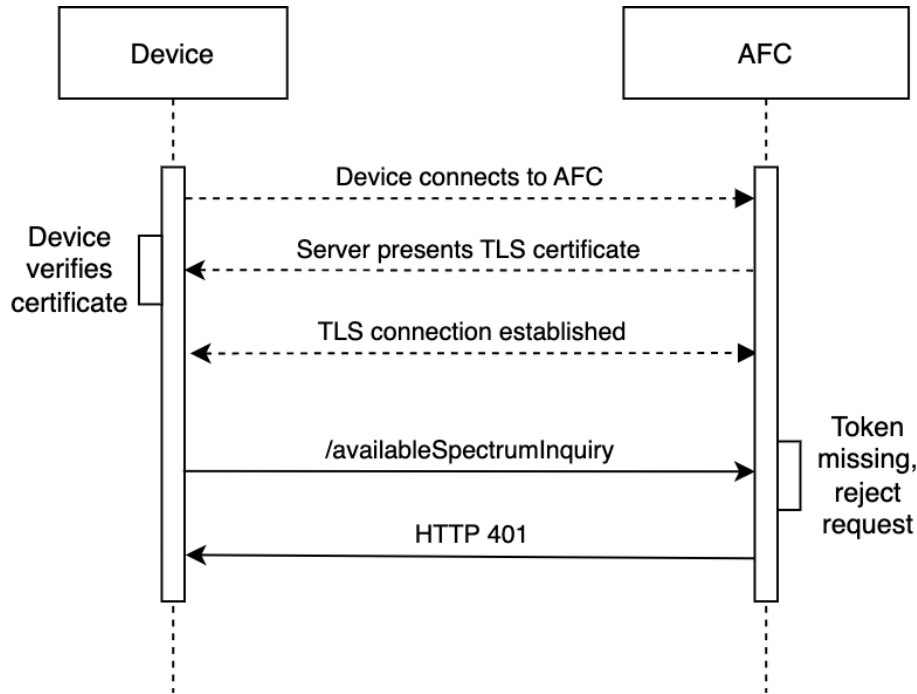 Device
AFC
Device connects to AFC
Device
verifies
certificate
Server presents TLS certificate
TLS connection established
/availableSpectrumInquiry
Token
missing,
reject
request
HTTP 401